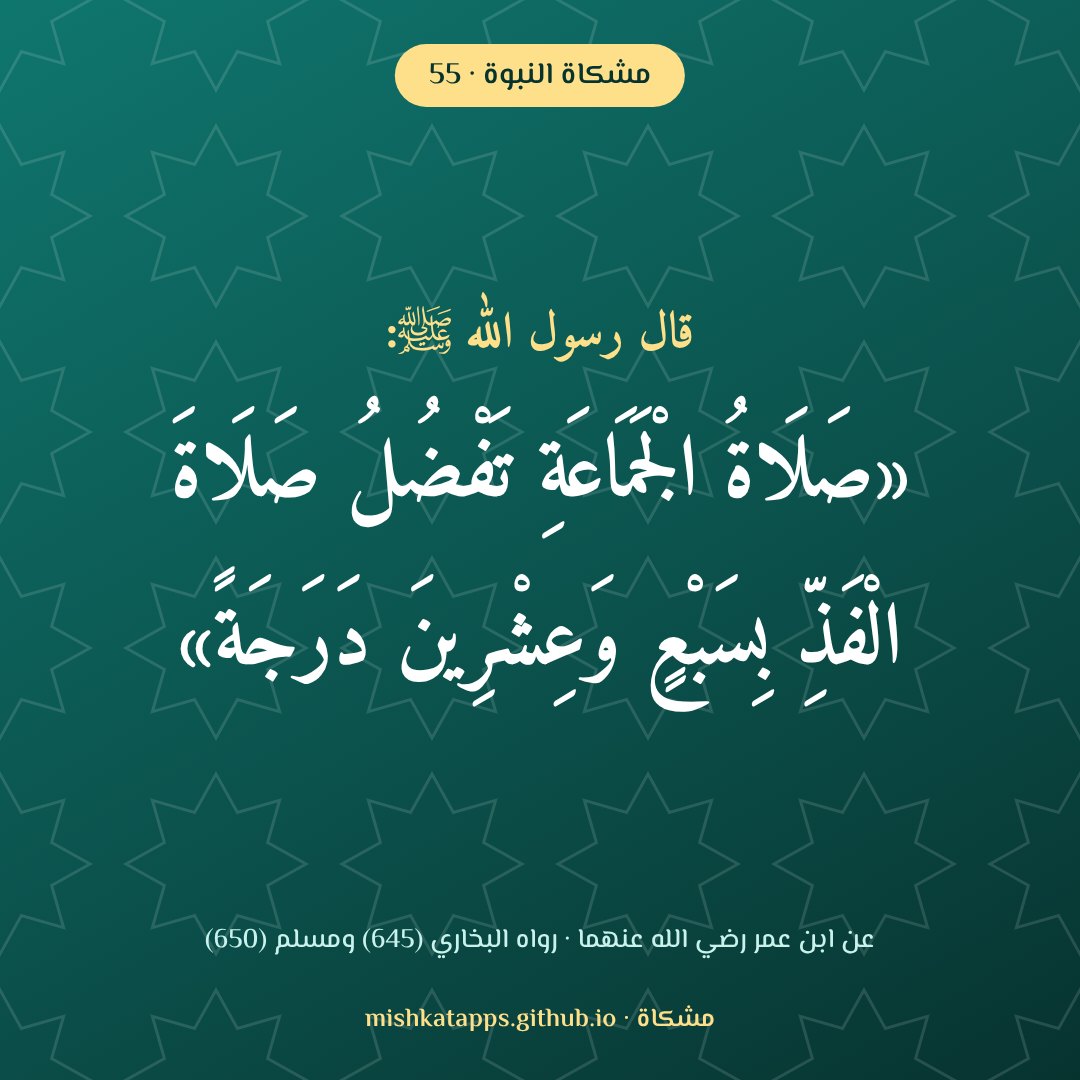 مشكاة النبوة · 55
قال رسول الله ﷺ:
«صَلَاةُ الْجَمَاعَةِ تَفْضُلُ صَلَاةَ
الْفَذِّ بِسَبْعٍ وَعِشْرِينَ دَرَجَةً»
عن ابن عمر رضي الله عنهما · رواه البخاري (645) ومسلم (650)
مشكاة · mishkatapps.github.io